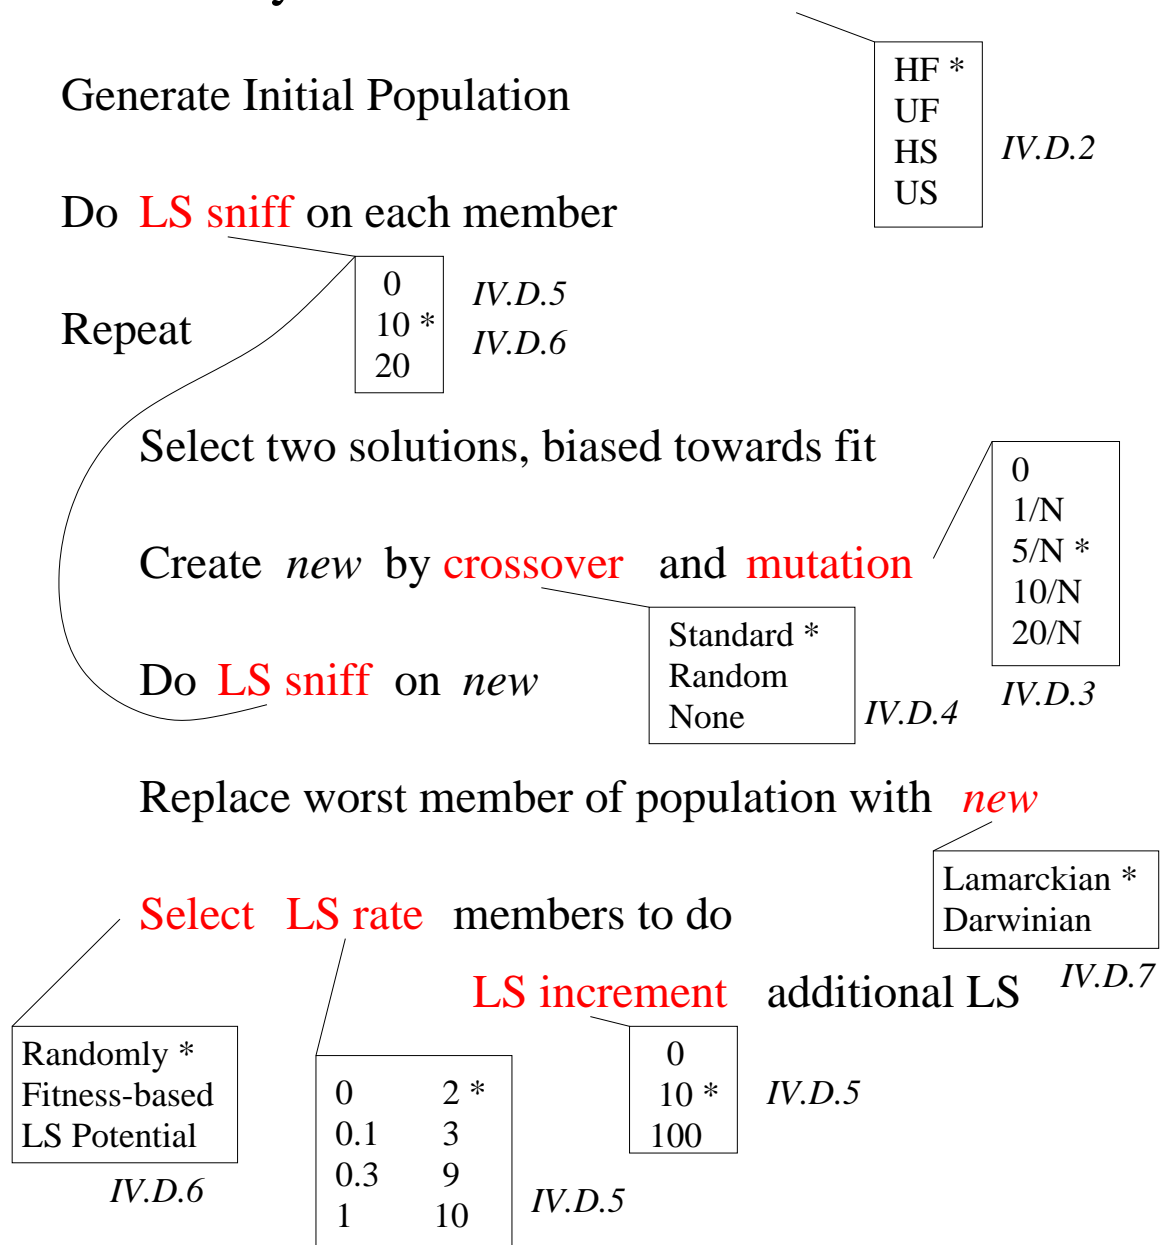 HF *
UF
HS
US
IV.D.2
Generate Initial Population
Do LS sniff on each member
0
10 *
20
IV.D.5
IV.D.6
Repeat
Select two solutions, biased towards fit
0
1/N
5/N *
10/N
20/N
IV.D.3
Create new by crossover and mutation
Standard *
Random
None
IV.D.4
Do LS sniff on new
Replace worst member of population with new
Lamarckian *
Darwinian
IV.D.7
Select LS rate members to do
LS increment additional LS
Randomly *
Fitness-based
LS Potential
IV.D.6
0 2 *
0.1 3
0.3 9
1 10
IV.D.5
0
10 *
100
IV.D.5